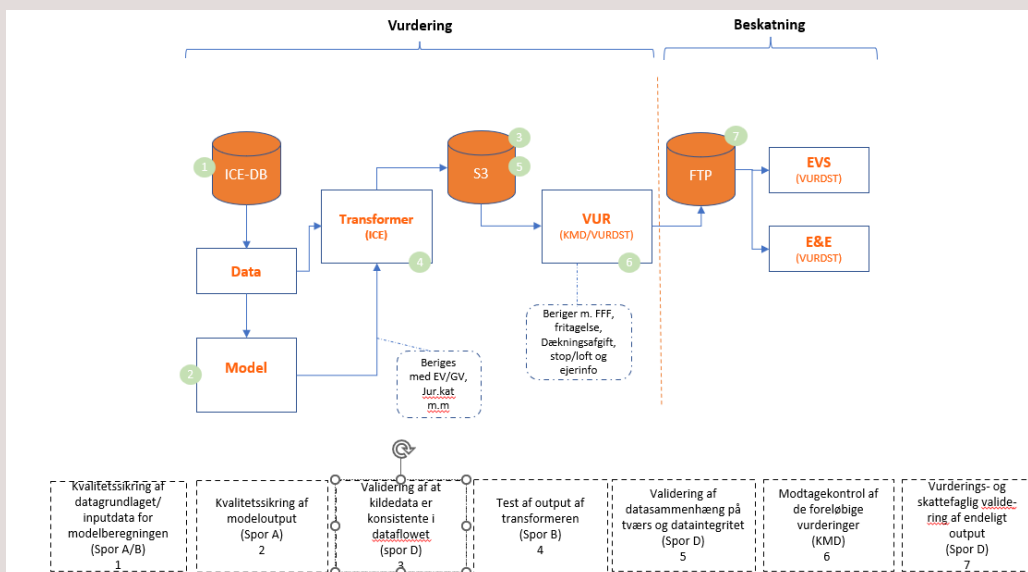 Vurdering
Beskatning
1
ICE-DB
3
5
S3
7
FTP
EVS
(VURDST)
Transformer
(ICE)
4
VUR
(KMD/VURDST)
6
E&E
(VURDST)
Data
2
Model
Beriges
med EV/GV,
Jur.kat
m.m
Beriger m. FFF,
fritagelse,
Dækningsafgift,
stop/loft og
ejerinfo
Kvalitetssikring af
datagrundlaget/
inputdata for
modelberegningen
(Spor A/B)
1
Kvalitetssikring af
modeloutput
(Spor A)
2
Validering af at
kildedata er
konsistente i
dataflowet
(spor D)
3
Test af output af
transformeren
(Spor B)
4
Validering af
datasammenhæng på
tværs og dataintegritet
(Spor D)
5
Modtagekontrol af
de foreløbige
vurderinger
(KMD)
6
Vurderings- og
skattefaglig valide-
ring af endeligt
output
(Spor D)
7